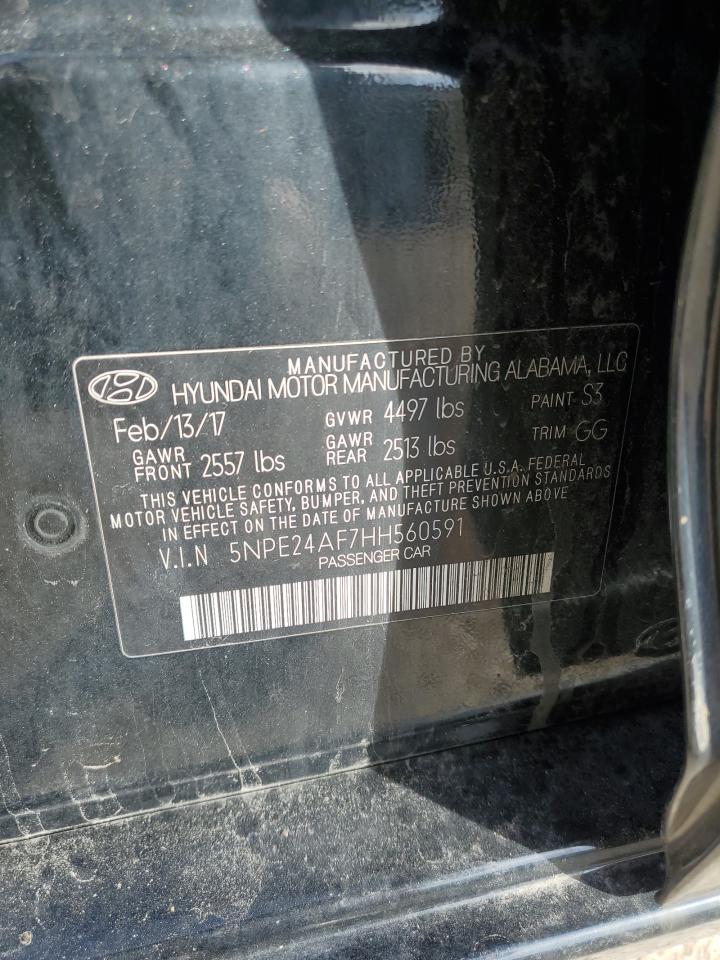 MANUFACTURED BY
HYUNDAI MOTOR MANUFACTURING ALABAMA, LLC
Feb/13/17 GVWR 4497 lbs PAINT S3
GAWR FRONT 2557 lbs GAWR REAR 2513 lbs TRIM GG
THIS VEHICLE CONFORMS TO ALL APPLICABLE U.S.A. FEDERAL
MOTOR VEHICLE SAFETY, BUMPER, AND THEFT PREVENTION STANDARDS
IN EFFECT ON THE DATE OF MANUFACTURE SHOWN ABOVE
V.I.N 5NPE24AF7HH560591
PASSENGER CAR